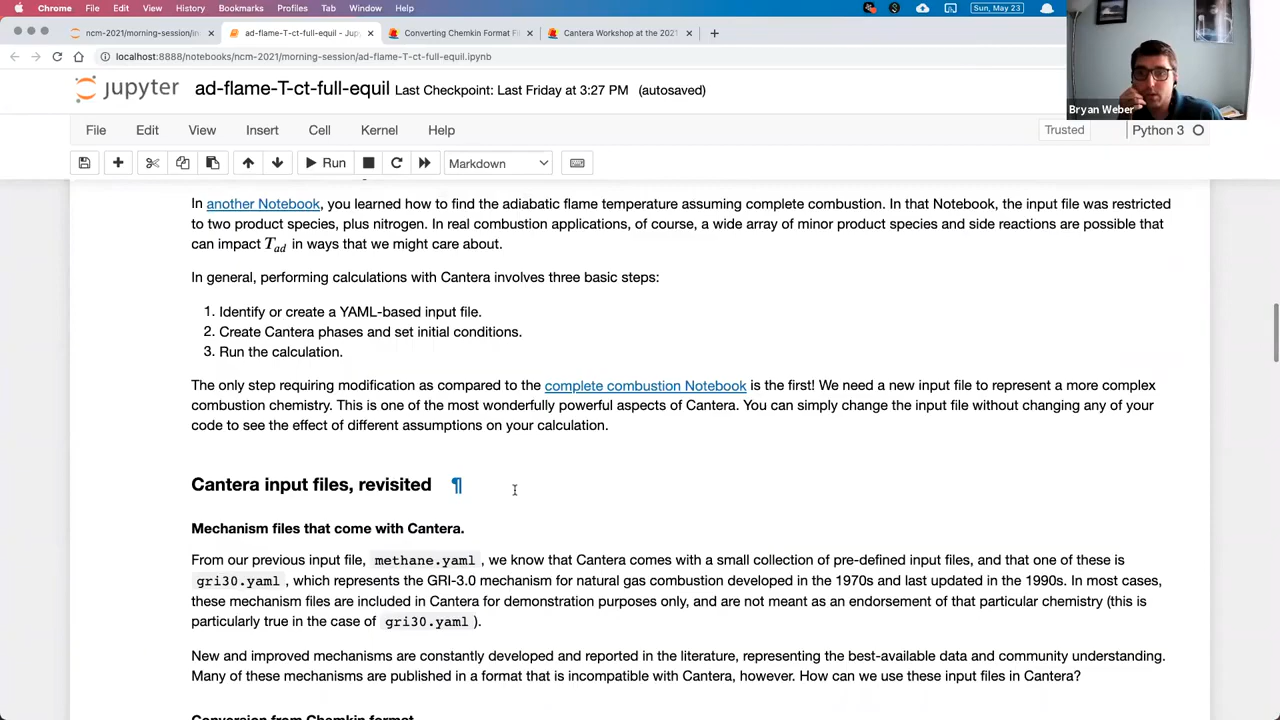 Chrome File Edit View History Bookmarks Profiles Tab Window Help Sun, May 23
ncm-2021/morning-session/in ad-flame-T-ct-full-equil - Jupy Converting Chemkin Format Fi Cantera Workshop at the 2021
localhost:8888/notebooks/ncm-2021/morning-session/ad-flame-T-ct-full-equil.ipynb
jupyter ad-flame-T-ct-full-equil Last Checkpoint: Last Friday at 3:27 PM (autosaved)
Bryan Weber
File Edit View Insert Cell Kernel Help Trusted Python 3
Run Markdown
In another Notebook, you learned how to find the adiabatic flame temperature assuming complete combustion. In that Notebook, the input file was restricted
to two product species, plus nitrogen. In real combustion applications, of course, a wide array of minor product species and side reactions are possible that
can impact T_ad in ways that we might care about.
In general, performing calculations with Cantera involves three basic steps:
1. Identify or create a YAML-based input file.
2. Create Cantera phases and set initial conditions.
3. Run the calculation.
The only step requiring modification as compared to the complete combustion Notebook is the first! We need a new input file to represent a more complex
combustion chemistry. This is one of the most wonderfully powerful aspects of Cantera. You can simply change the input file without changing any of your
code to see the effect of different assumptions on your calculation.
Cantera input files, revisited ¶
Mechanism files that come with Cantera.
From our previous input file, methane.yaml , we know that Cantera comes with a small collection of pre-defined input files, and that one of these is
gri30.yaml , which represents the GRI-3.0 mechanism for natural gas combustion developed in the 1970s and last updated in the 1990s. In most cases,
these mechanism files are included in Cantera for demonstration purposes only, and are not meant as an endorsement of that particular chemistry (this is
particularly true in the case of gri30.yaml ).
New and improved mechanisms are constantly developed and reported in the literature, representing the best-available data and community understanding.
Many of these mechanisms are published in a format that is incompatible with Cantera, however. How can we use these input files in Cantera?
Conversion from Chemkin format